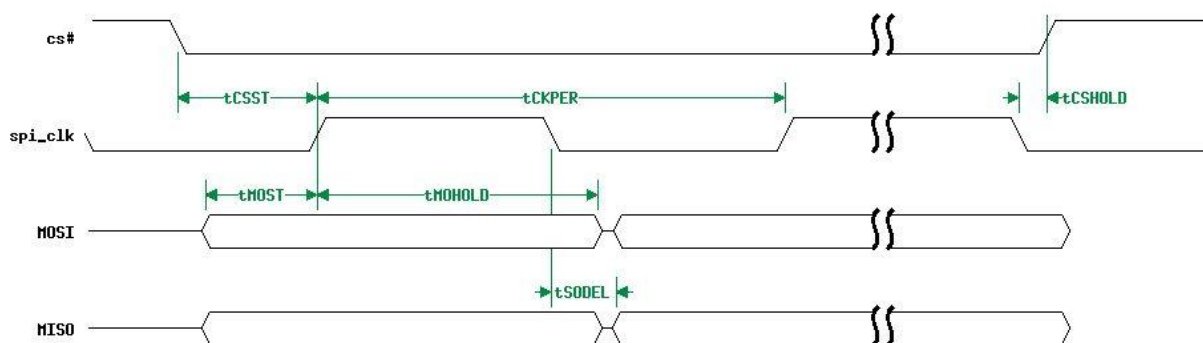 cs#
tCSST tCKPER tCSHOLD
spi_clk
tMOST tMOHOLD
MOSI
tSODEL
MISO